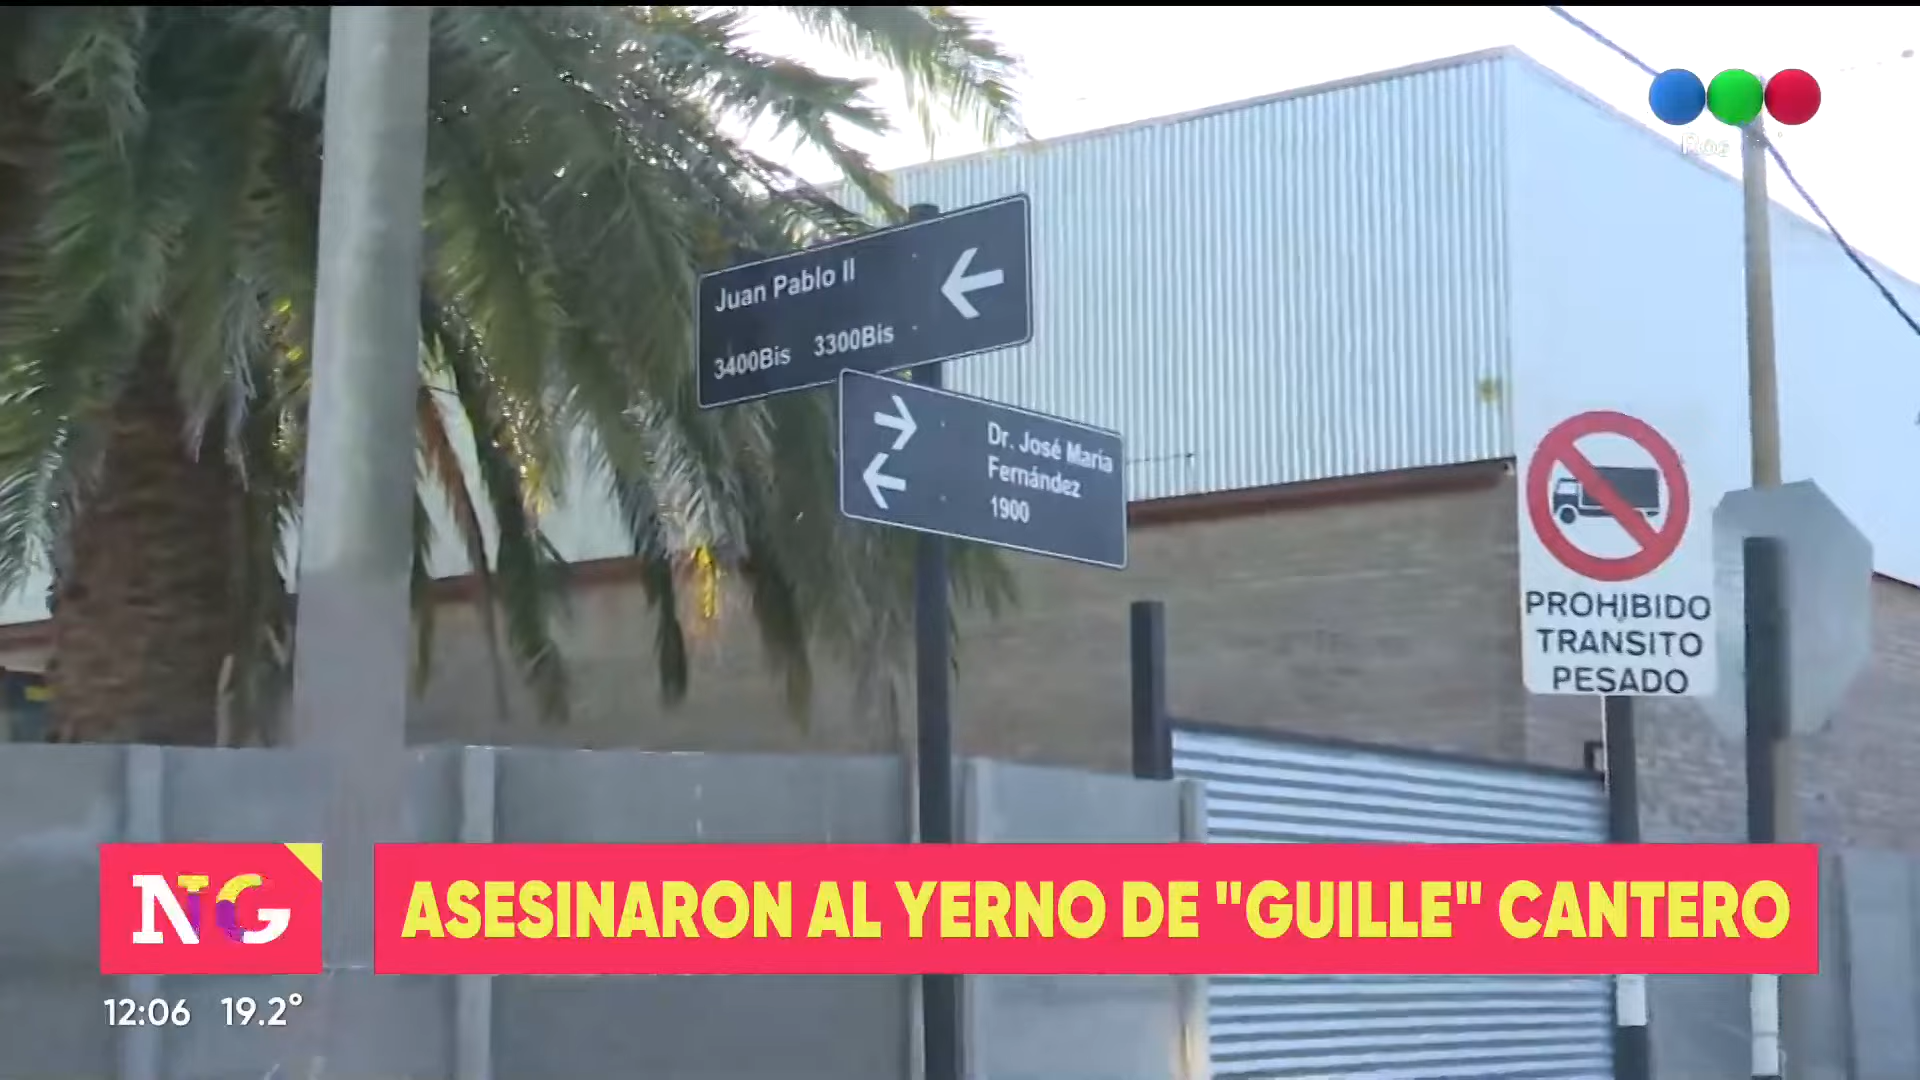 Juan Pablo II
3400Bis 3300Bis
Dr. José María
Fernández
1900
PROHIBIDO
TRANSITO
PESADO
NG
ASESINARON AL YERNO DE "GUILLE" CANTERO
12:06 19.2°